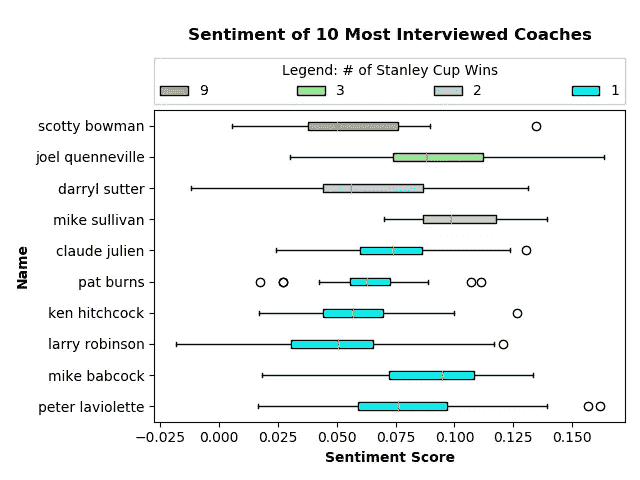 Sentiment of 10 Most Interviewed Coaches
Legend: # of Stanley Cup Wins
9 3 2 1
scotty bowman
joel quenneville
darryl sutter
mike sullivan
claude julien
pat burns
ken hitchcock
larry robinson
mike babcock
peter laviolette
Name
−0.025 0.000 0.025 0.050 0.075 0.100 0.125 0.150
Sentiment Score